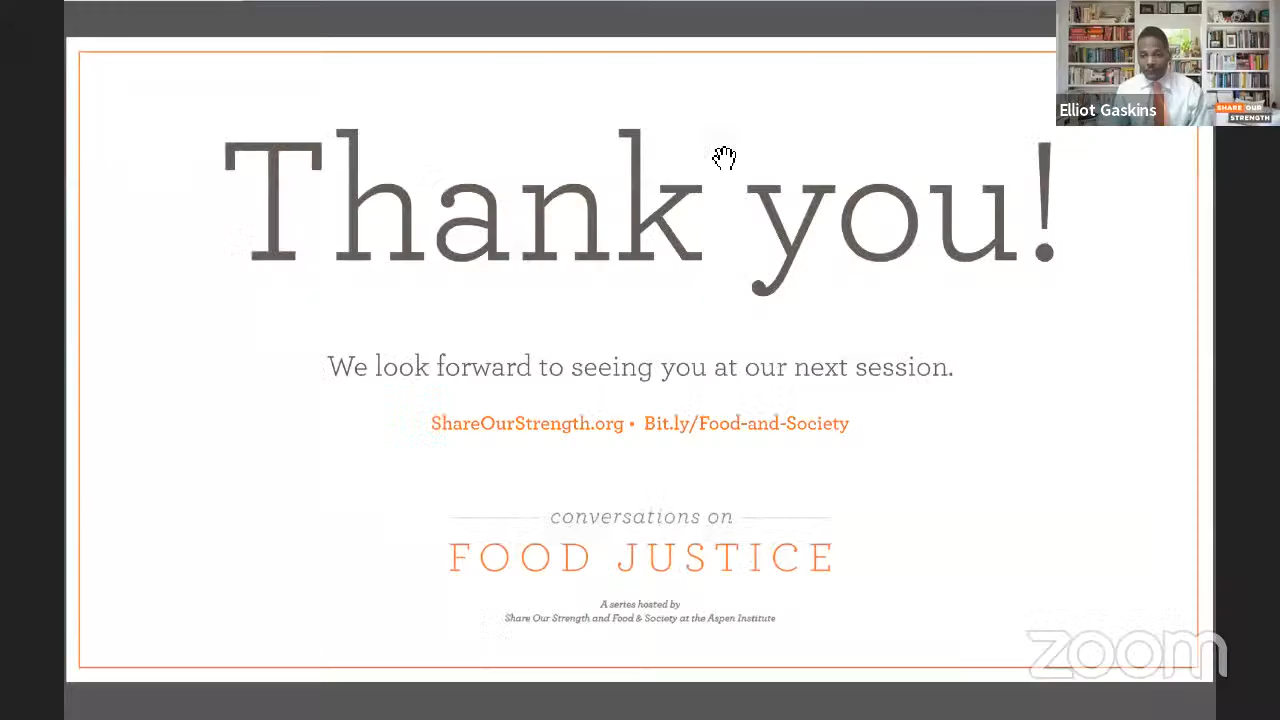 Thank you!
We look forward to seeing you at our next session.
ShareOurStrength.org • Bit.ly/Food-and-Society
conversations on
FOOD JUSTICE
A series hosted by
Share Our Strength and Food & Society at the Aspen Institute
Elliot Gaskins
SHARE OUR
STRENGTH
zoom